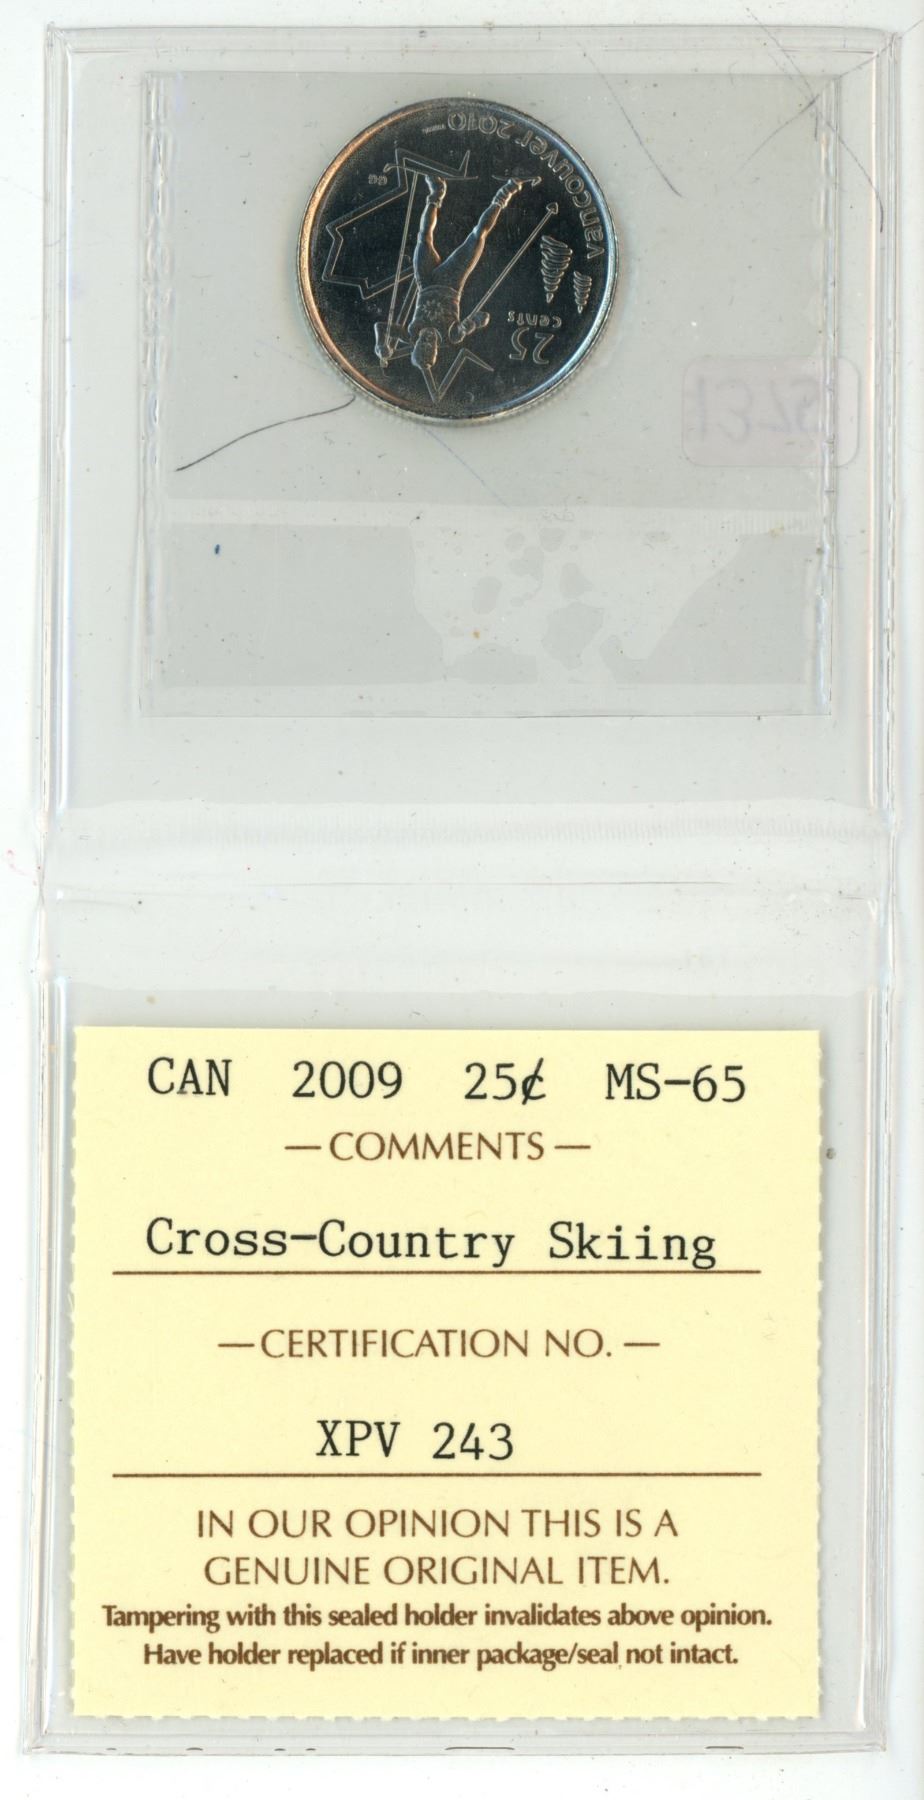 vancouver 2010
GG
25
cents
1375
CAN 2009 25¢ MS-65
— COMMENTS —
Cross-Country Skiing
— CERTIFICATION NO. —
XPV 243
IN OUR OPINION THIS IS A
GENUINE ORIGINAL ITEM.
Tampering with this sealed holder invalidates above opinion.
Have holder replaced if inner package/seal not intact.